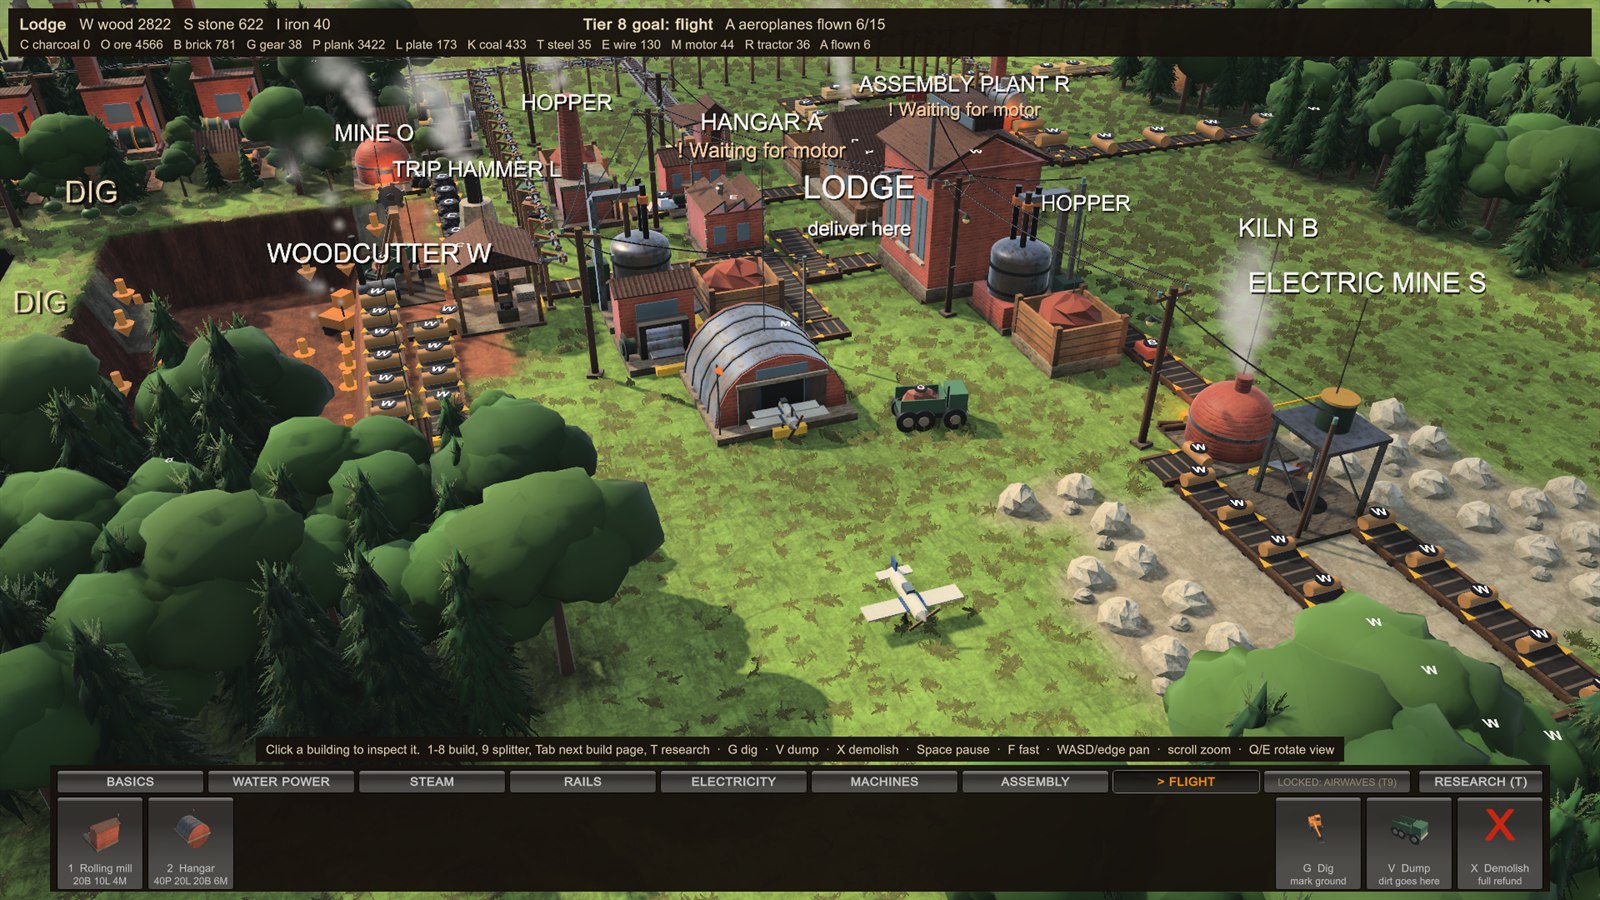 Lodge W wood 2822 S stone 622 I iron 40
Tier 8 goal: flight A aeroplanes flown 6/15
C charcoal 0 O ore 4566 B brick 781 G gear 38 P plank 3422 L plate 173 K coal 433 T steel 35 E wire 130 M motor 44 R tractor 36 A flown 6
ASSEMBLY PLANT R
! Waiting for motor
HOPPER
HANGAR A
! Waiting for motor
MINE O
TRIP HAMMER L
DIG
LODGE
deliver here
HOPPER
KILN B
WOODCUTTER W
ELECTRIC MINE S
DIG
Click a building to inspect it. 1-8 build, 9 splitter, Tab next build page, T research · G dig · V dump · X demolish · Space pause · F fast · WASD/edge pan · scroll zoom · Q/E rotate view
BASICS
WATER POWER
STEAM
RAILS
ELECTRICITY
MACHINES
ASSEMBLY
> FLIGHT
LOCKED: AIRWAVES (T9)
RESEARCH (T)
1 Rolling mill
20B 10L 4M
2 Hangar
40P 20L 20B 6M
G Dig
mark ground
V Dump
dirt goes here
X Demolish
full refund